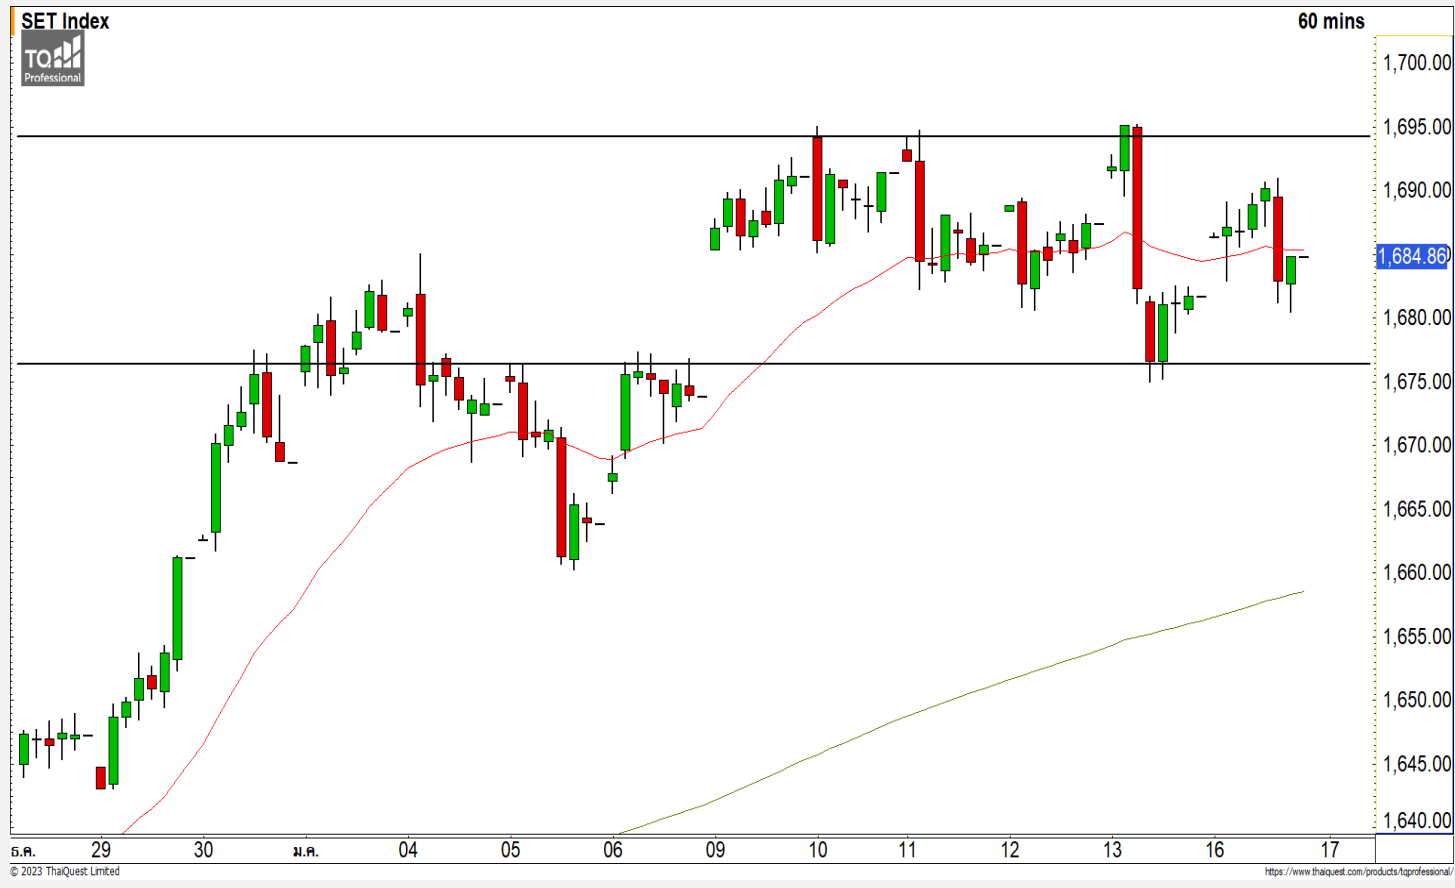 SET Index
60 mins
TQ
Professional
1,700.00
1,695.00
1,690.00
1,684.86
1,680.00
1,675.00
1,670.00
1,665.00
1,660.00
1,655.00
1,650.00
1,645.00
1,640.00
ธ.ค. 29 30 ม.ค. 04 05 06 09 10 11 12 13 16 17
© 2023 ThaiQuest Limited
https://www.thaiquest.com/products/tqprofessional/